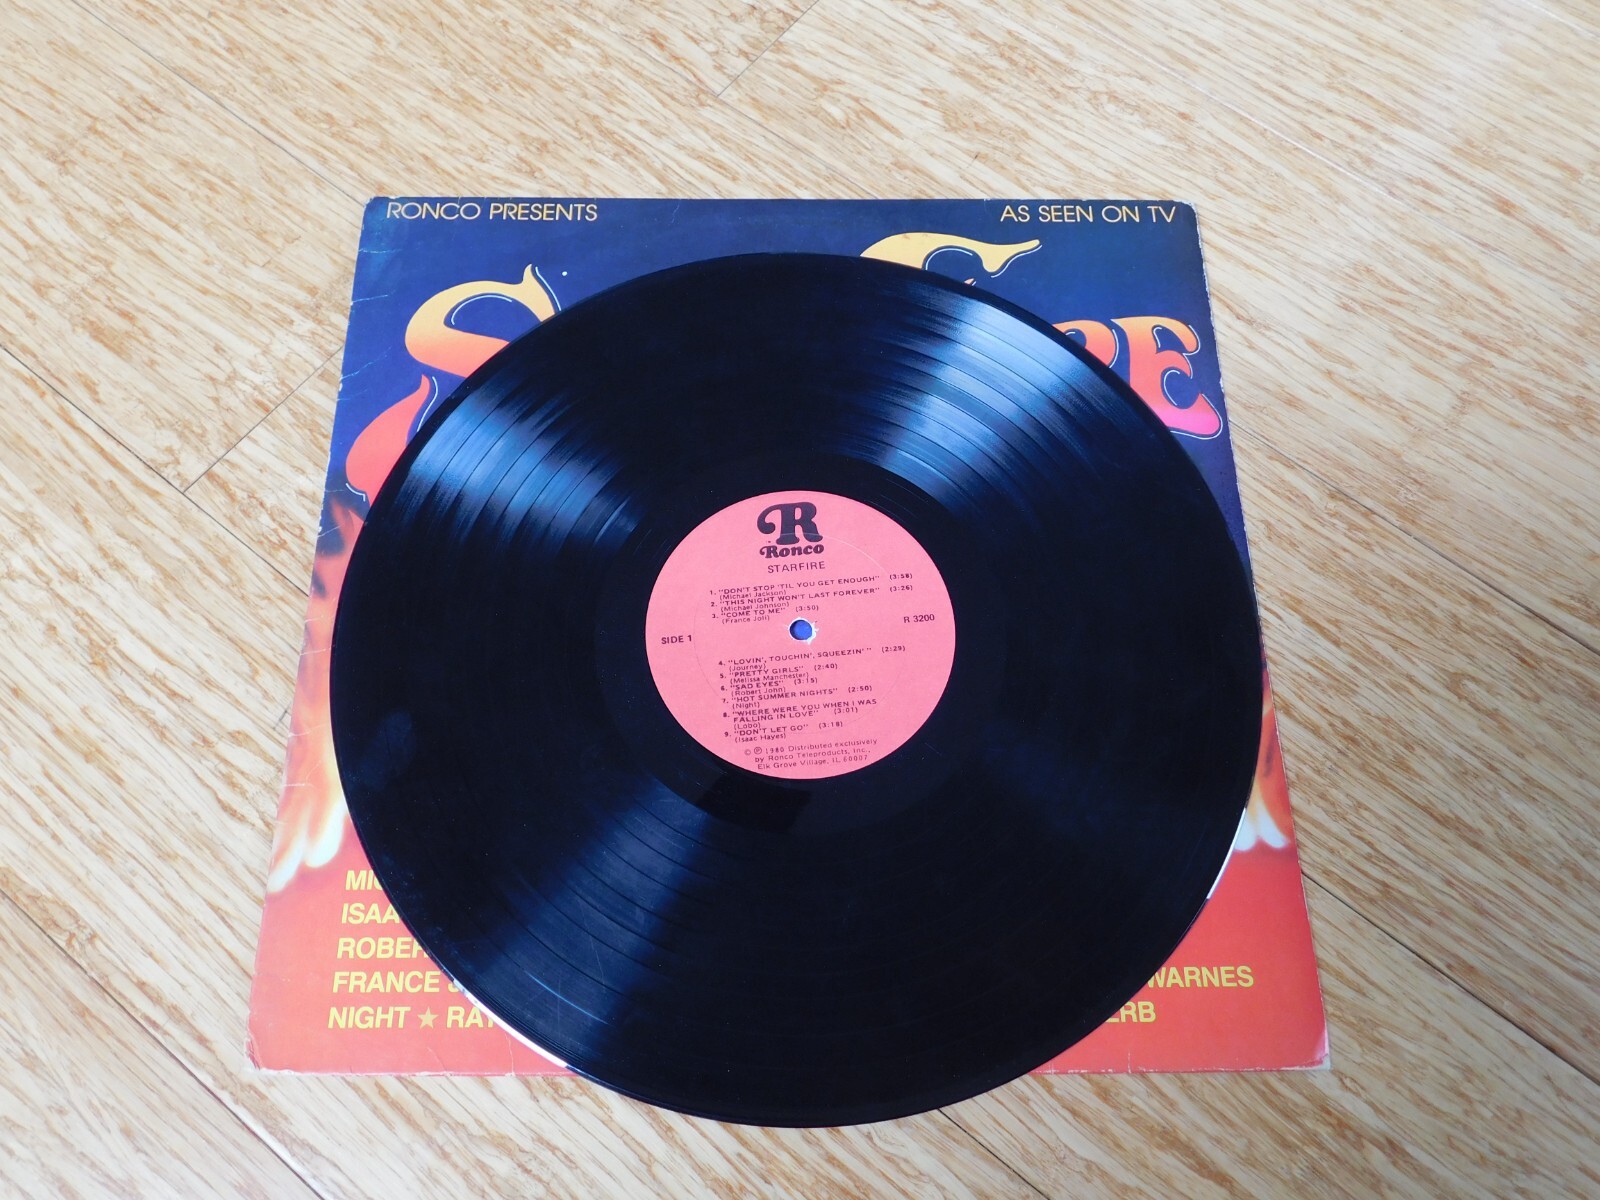 RONCO PRESENTS
AS SEEN ON TV
R
Ronco
STARFIRE
1. "DON'T STOP 'TIL YOU GET ENOUGH" (3:58)
(Michael Jackson)
2. "THIS NIGHT WON'T LAST FOREVER" (3:26)
(Michael Johnson)
3. "COME TO ME" (3:50)
(France Joli)
SIDE 1
R 3200
4. "LOVIN', TOUCHIN', SQUEEZIN'" (2:29)
(Journey)
5. "PRETTY GIRLS" (2:40)
(Melissa Manchester)
6. "SAD EYES" (3:15)
(Robert John)
7. "HOT SUMMER NIGHTS" (2:50)
(Night)
8. "WHERE WERE YOU WHEN I WAS
FALLING IN LOVE" (3:01)
(Lobo)
9. "DON'T LET GO" (3:18)
(Isaac Hayes)
© ℗ 1980 Distributed exclusively
by Ronco Teleproducts, Inc.,
Elk Grove Village, IL 60007
ISAA
ROBER
FRANCE
WARNES
NIGHT ★ RAY
ERB